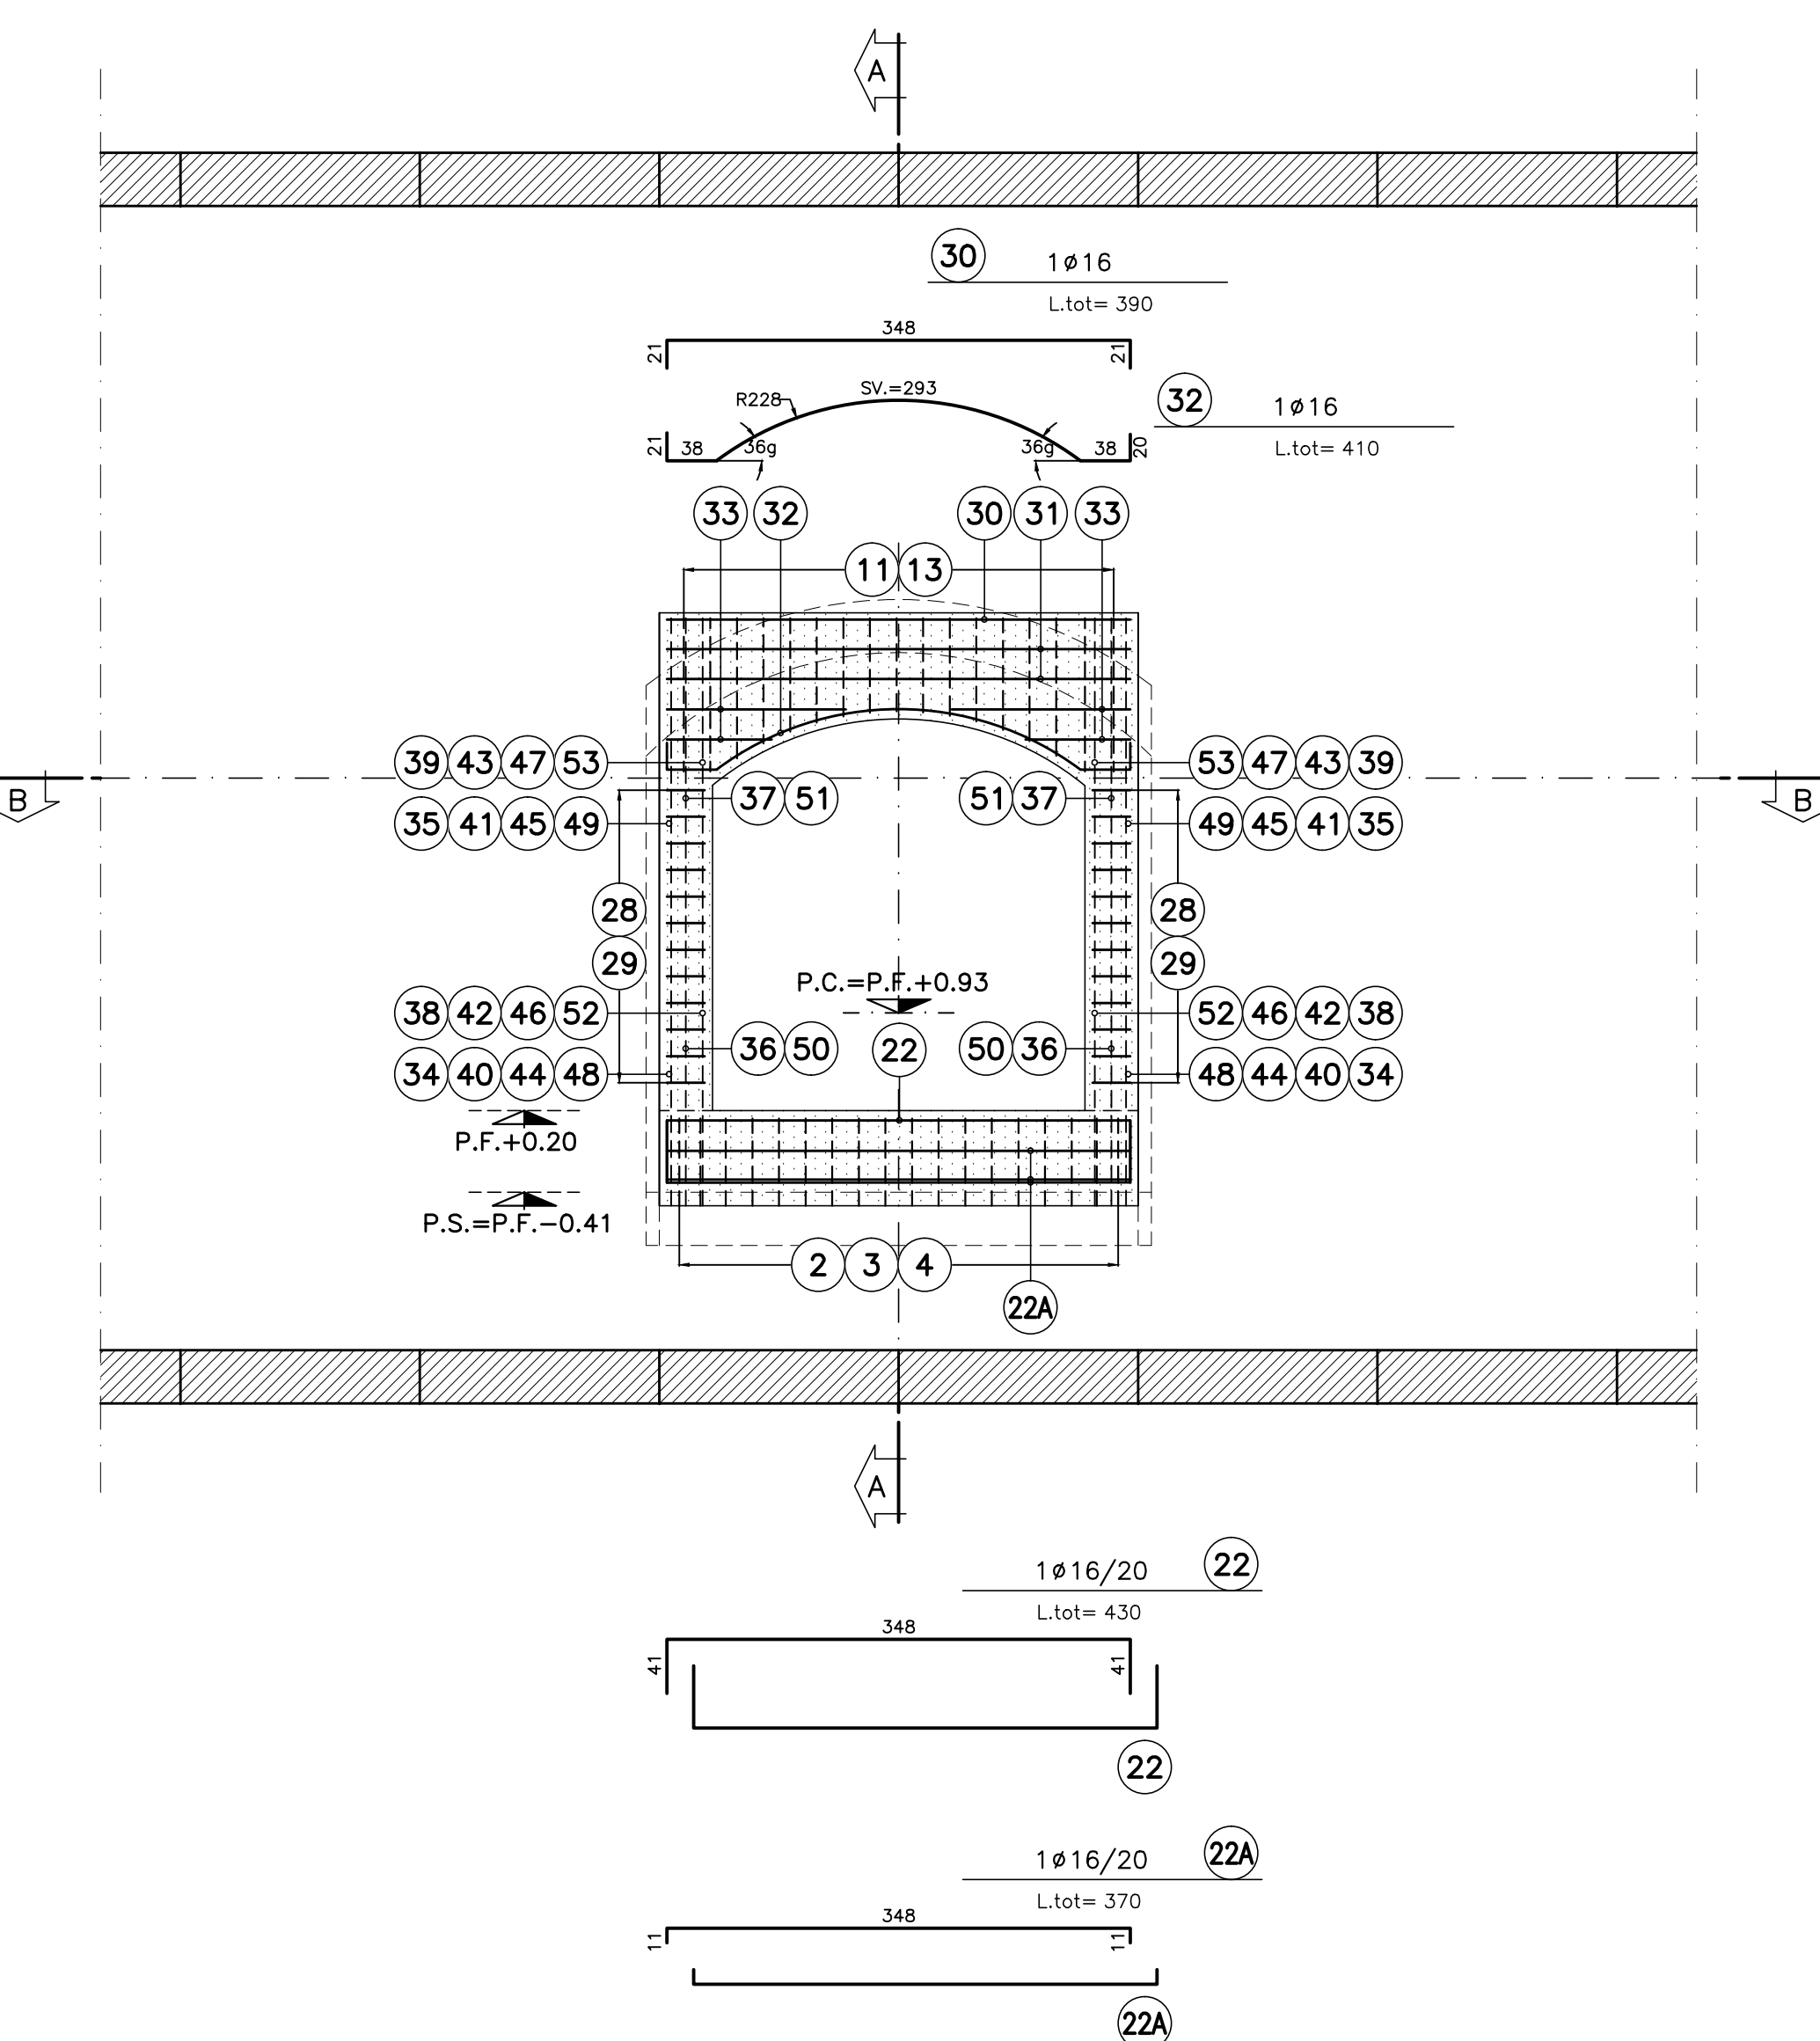 A
30 1ø16
L.tot= 390
348
21 21
SV.=293
R228
32 1ø16
L.tot= 410
21 38 36g 36g 38 20
33 32 30 31 33
11 13
39 43 47 53 53 47 43 39
B B
37 51 51 37
35 41 45 49 49 45 41 35
28 28
29 29
P.C.=P.F.+0.93
38 42 46 52 52 46 42 38
36 50 22 50 36
34 40 44 48 48 44 40 34
P.F.+0.20
P.S.=P.F.−0.41
2 3 4
22A
A
1ø16/20 22
L.tot= 430
348
41 41
22
1ø16/20 22A
L.tot= 370
348
11 11
22A